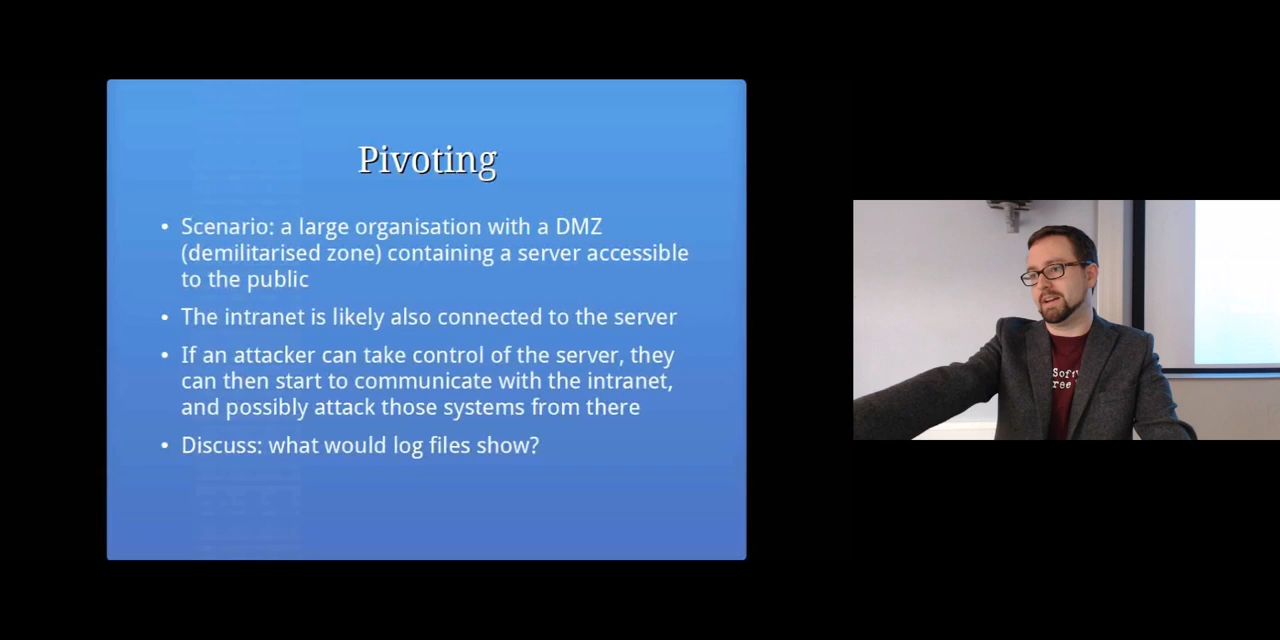 Pivoting
• Scenario: a large organisation with a DMZ
(demilitarised zone) containing a server accessible
to the public
• The intranet is likely also connected to the server
• If an attacker can take control of the server, they
can then start to communicate with the intranet,
and possibly attack those systems from there
• Discuss: what would log files show?